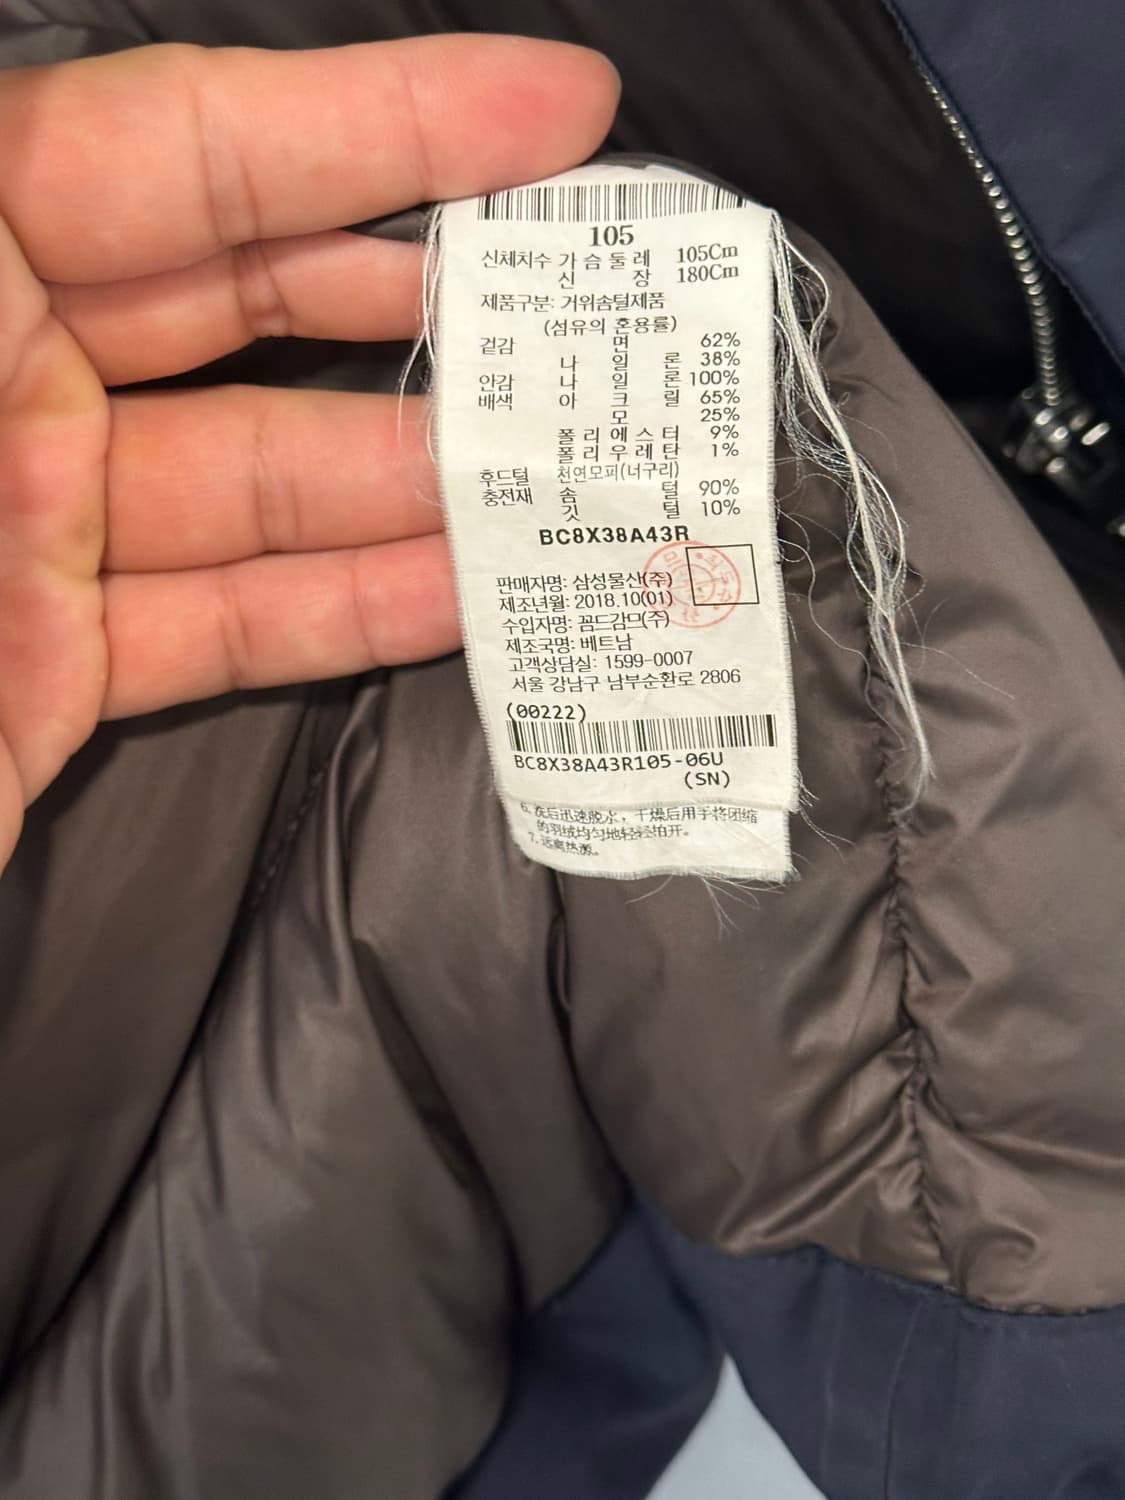 105
신체치수 가 슴 둘 레 105Cm
신 장 180Cm
제품구분: 거위솜털제품
(섬유의 혼용률)
겉감 면 62%
나 일 론 38%
안감 나 일 론 100%
배색 아 크 릴 65%
모 25%
폴 리 에 스 터 9%
폴 리 우 레 탄 1%
후드털 천연모피(너구리)
충전재 솜 털 90%
깃 털 10%
BC8X38A43R
판매자명: 삼성물산(주)
제조년월: 2018.10(01)
수입자명: 꼼드감므(주)
제조국명: 베트남
고객상담실: 1599-0007
서울 강남구 남부순환로 2806
(00222)
BC8X38A43R105-06U
(SN)
6.洗后迅速脱水，干燥后用手将团缩
的羽绒均匀地轻轻拍开。
7.远离热源。